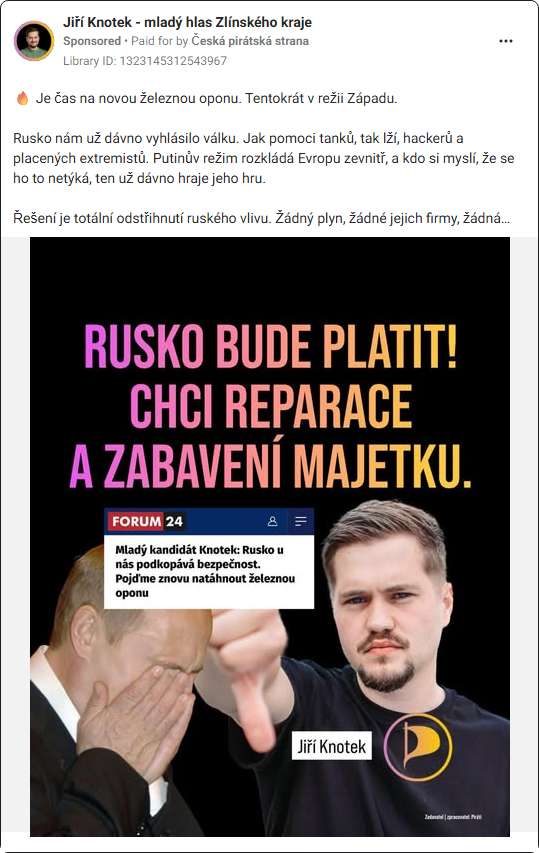 Jiří Knotek - mladý hlas Zlínského kraje
Sponsored • Paid for by Česká pirátská strana
Library ID: 1323145312543967
🔥 Je čas na novou železnou oponu. Tentokrát v režii Západu.
Rusko nám už dávno vyhlásilo válku. Jak pomoci tanků, tak lží, hackerů a
placených extremistů. Putinův režim rozkládá Evropu zevnitř, a kdo si myslí, že se
ho to netýká, ten už dávno hraje jeho hru.
Řešení je totální odstřihnutí ruského vlivu. Žádný plyn, žádné jejich firmy, žádná...
RUSKO BUDE PLATIT!
CHCI REPARACE
A ZABAVENÍ MAJETKU.
FORUM 24
Mladý kandidát Knotek: Rusko u
nás podkopává bezpečnost.
Pojďme znovu natáhnout železnou
oponu
Jiří Knotek
Zadavatel | zpracovatel: Piráti